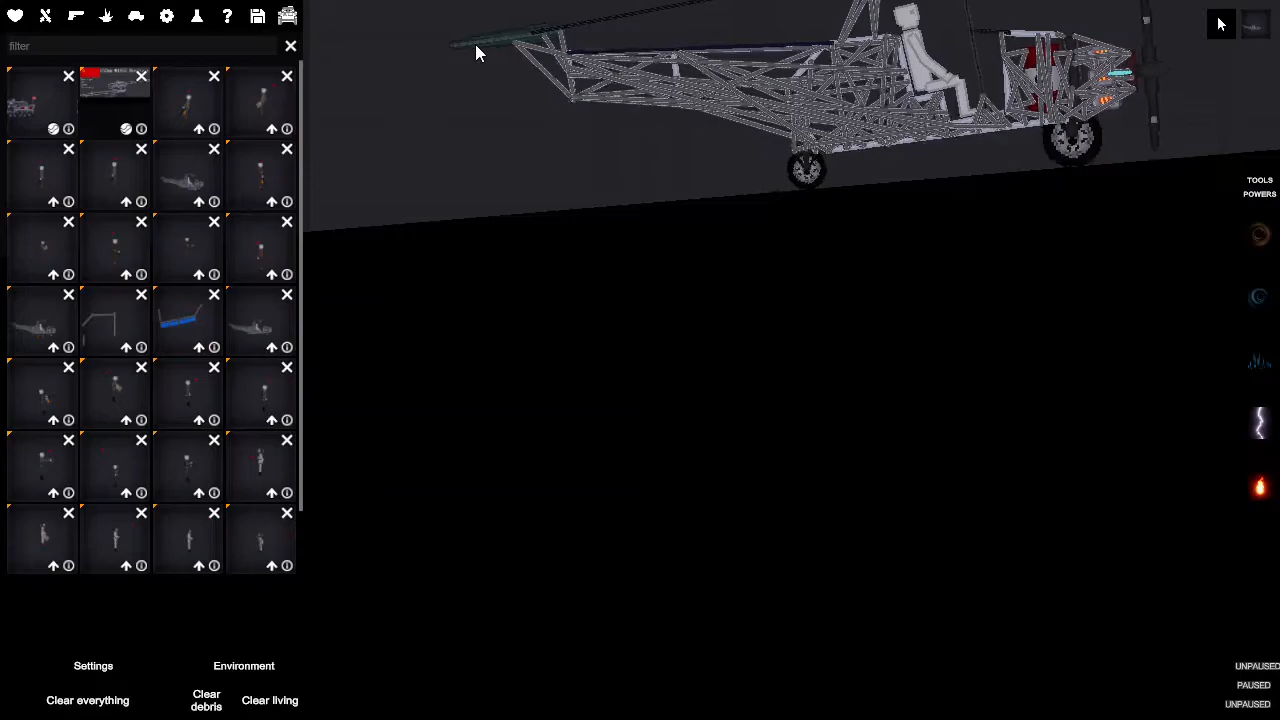 filter
TOOLS
POWERS
Settings
Environment
Clear everything
Clear
debris
Clear living
UNPAUSED
PAUSED
UNPAUSED